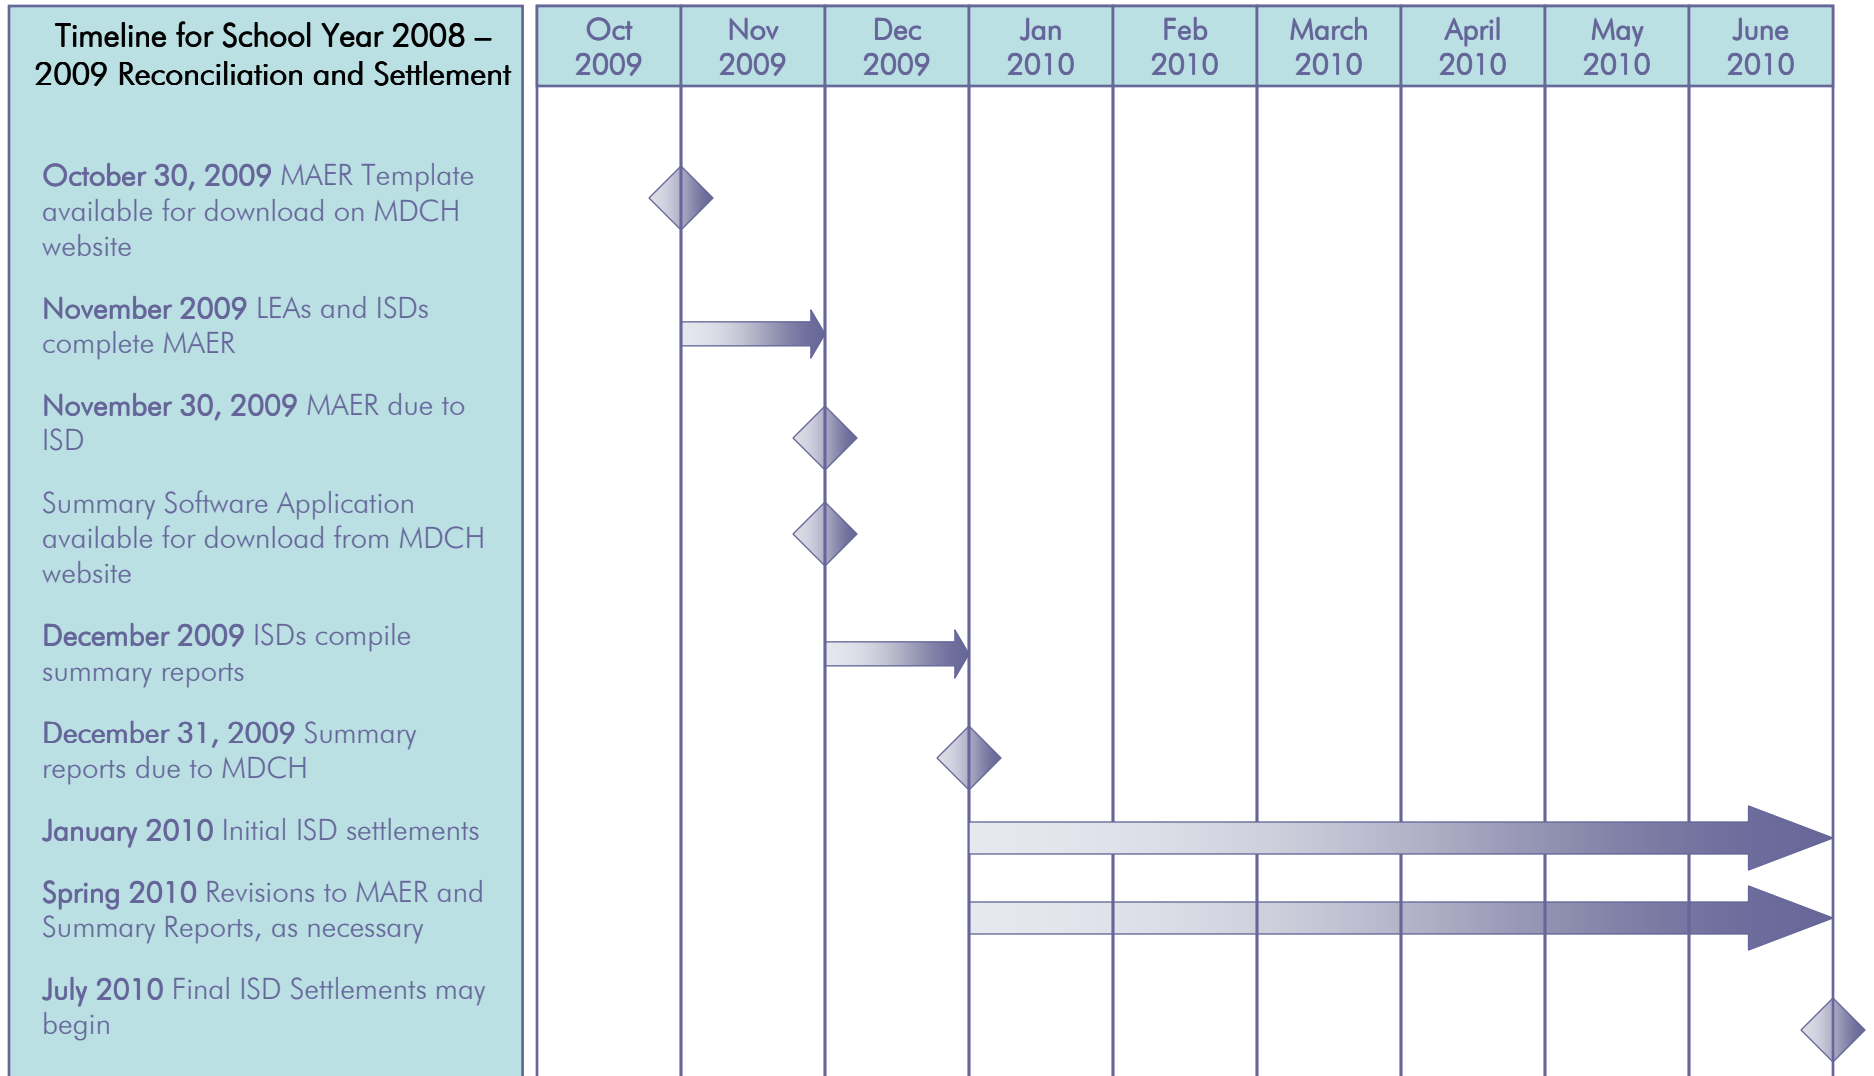 Timeline for School Year 2008 –
2009 Reconciliation and Settlement
Oct
2009
Nov
2009
Dec
2009
Jan
2010
Feb
2010
March
2010
April
2010
May
2010
June
2010
October 30, 2009 MAER Template
available for download on MDCH
website
November 2009 LEAs and ISDs
complete MAER
November 30, 2009 MAER due to
ISD
Summary Software Application
available for download from MDCH
website
December 2009 ISDs compile
summary reports
December 31, 2009 Summary
reports due to MDCH
January 2010 Initial ISD settlements
Spring 2010 Revisions to MAER and
Summary Reports, as necessary
July 2010 Final ISD Settlements may
begin